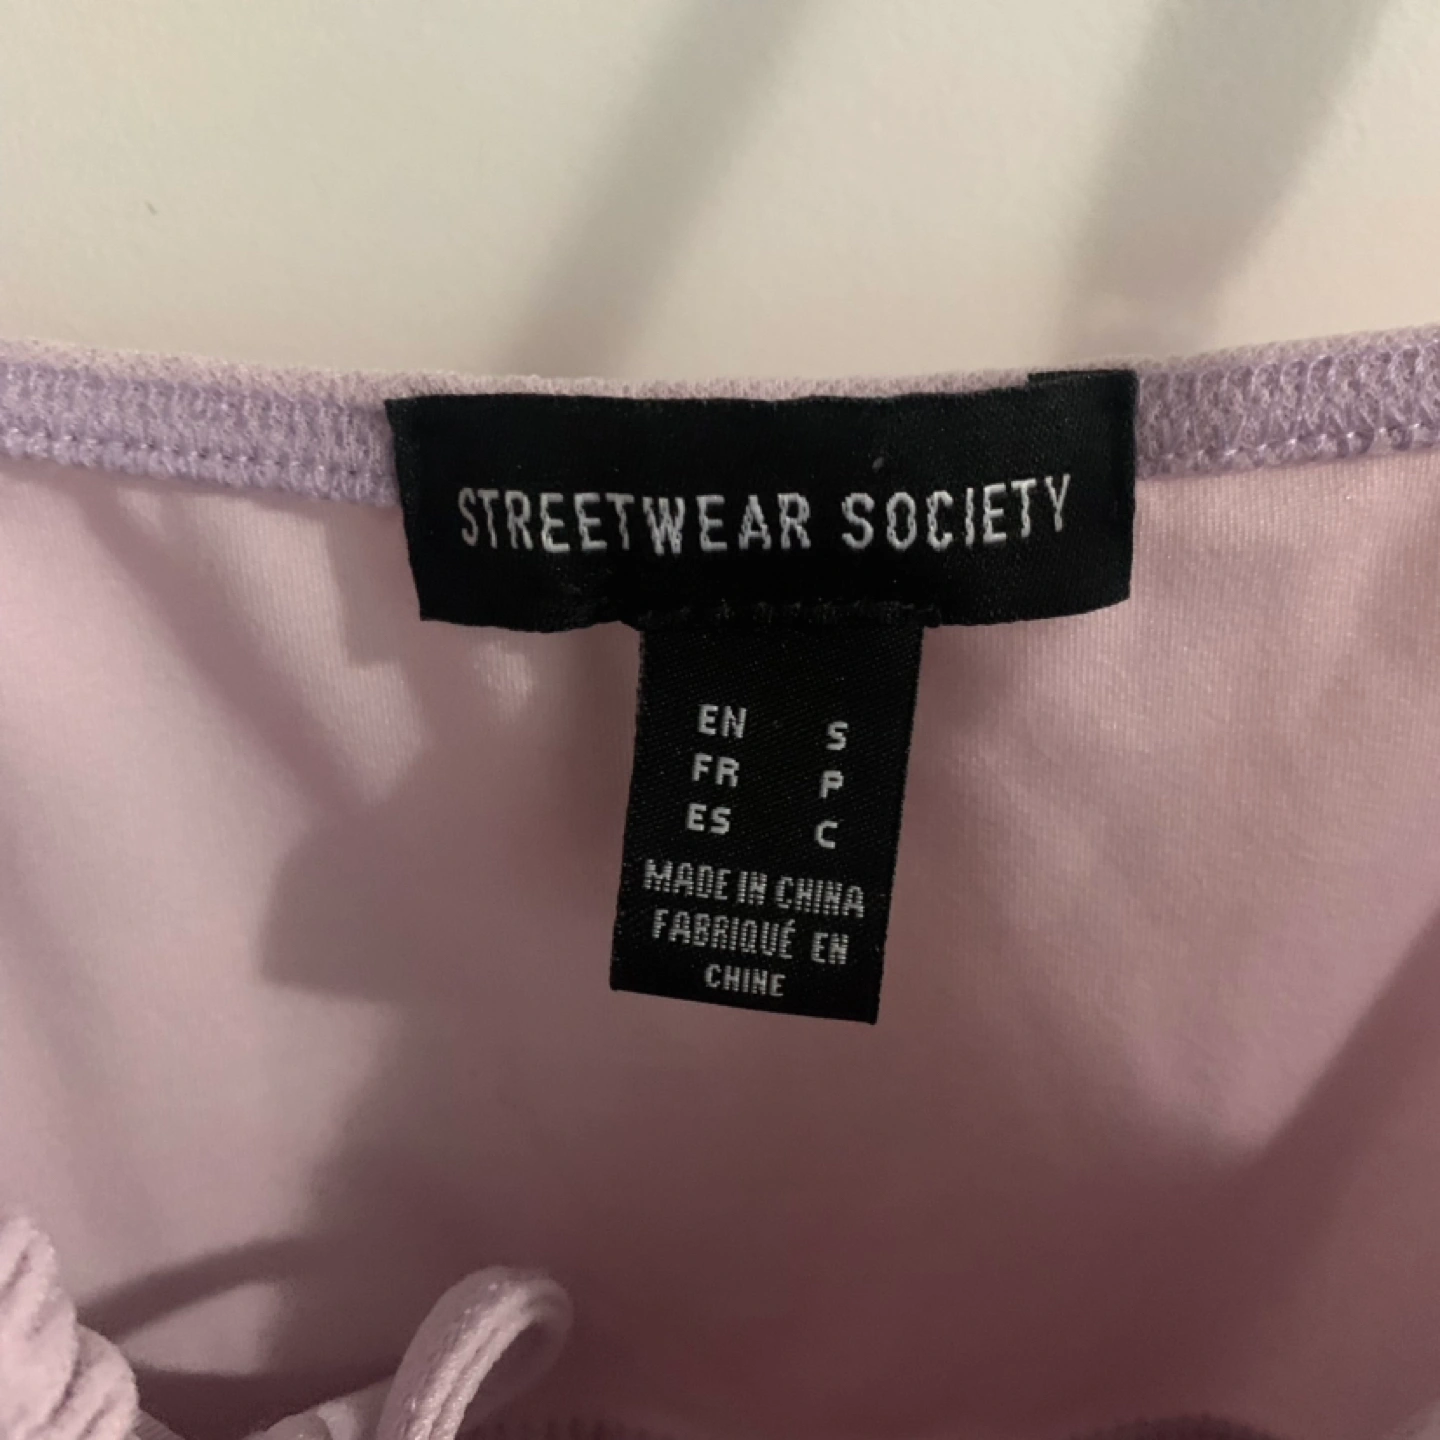 STREETWEAR SOCIETY
EN S
FR P
ES C
MADE IN CHINA
FABRIQUÉ EN
CHINE